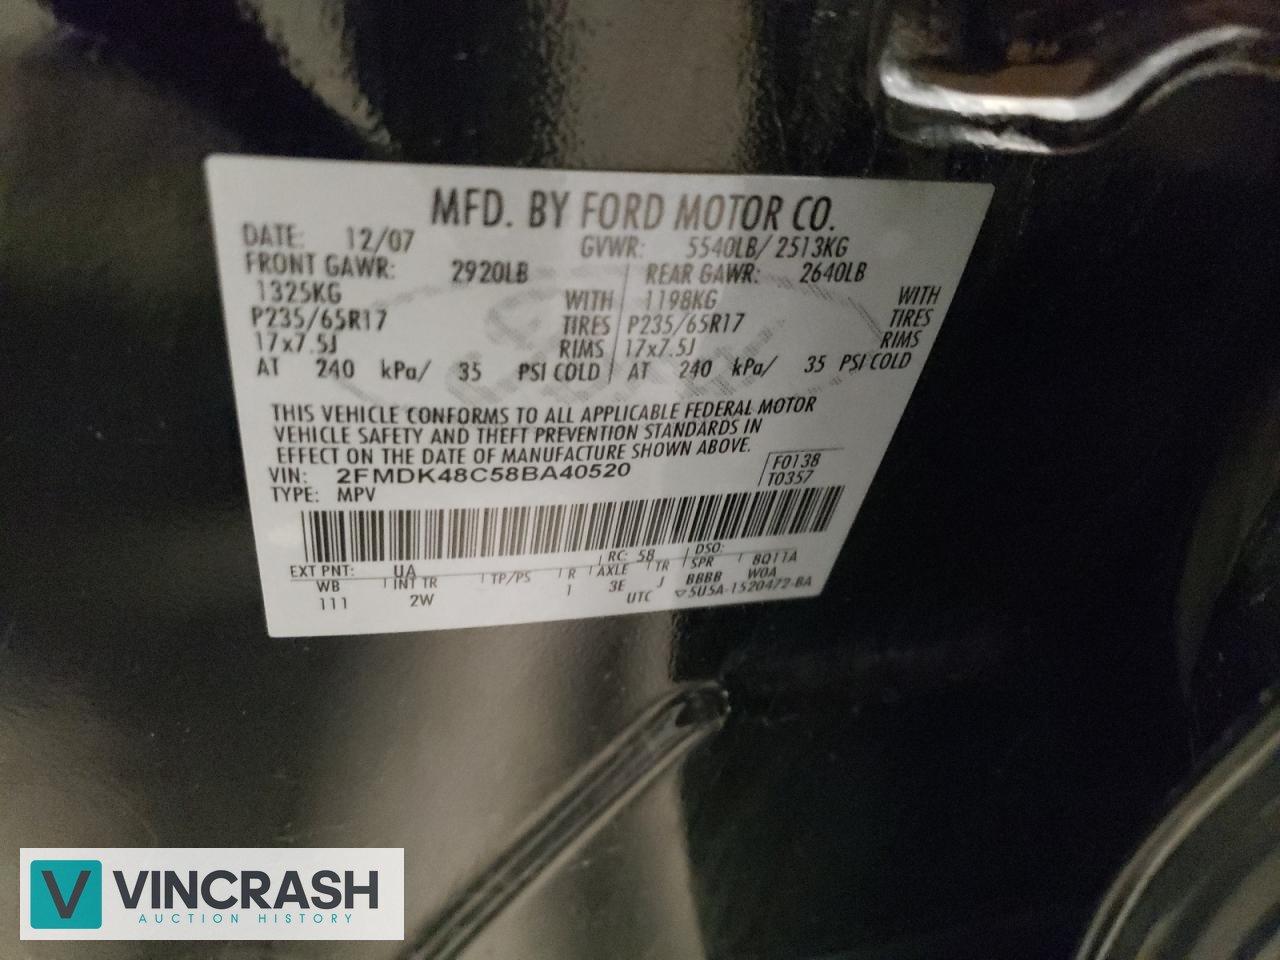 MFD. BY FORD MOTOR CO.
DATE: 12/07 GVWR: 5540LB/ 2513KG
FRONT GAWR: 2920LB REAR GAWR: 2640LB
1325KG WITH 1198KG WITH
P235/65R17 TIRES P235/65R17 TIRES
17x7.5J RIMS 17x7.5J RIMS
AT 240 kPa/ 35 PSI COLD AT 240 kPa/ 35 PSI COLD
THIS VEHICLE CONFORMS TO ALL APPLICABLE FEDERAL MOTOR
VEHICLE SAFETY AND THEFT PREVENTION STANDARDS IN
EFFECT ON THE DATE OF MANUFACTURE SHOWN ABOVE.
VIN: 2FMDK48C58BA40520 F0138
TYPE: MPV T0357
EXT PNT: UA RC: 58 DSO:
WB INT TR TP/PS R AXLE TR SPR 8Q11A
111 2W 1 3E J BBBB W0A
UTC ▽5U5A-1520472-BA
V VINCRASH
AUCTION HISTORY